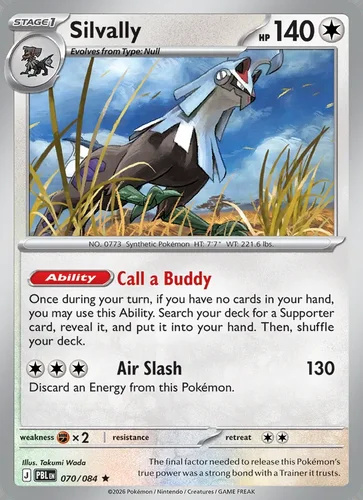 STAGE 1
Silvally
HP 140
Evolves from Type: Null
NO. 0773 Synthetic Pokémon HT: 7'7" WT: 221.6 lbs.
Ability Call a Buddy
Once during your turn, if you have no cards in your hand,
you may use this Ability. Search your deck for a Supporter
card, reveal it, and put it into your hand. Then, shuffle
your deck.
Air Slash 130
Discard an Energy from this Pokémon.
weakness ×2 resistance retreat
Illus. Takumi Wada
J PBL EN 070/084 ★
The final factor needed to release this Pokémon's
true power was a strong bond with a Trainer it trusts.
©2026 Pokémon / Nintendo / Creatures / GAME FREAK